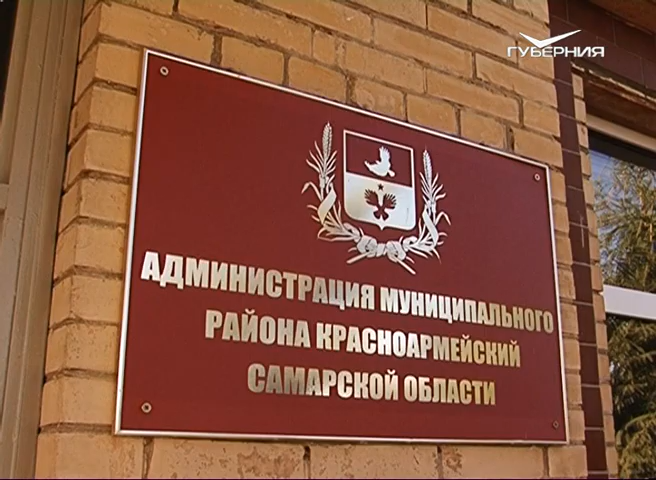 ГУБЕРНИЯ
АДМИНИСТРАЦИЯ МУНИЦИПАЛЬНОГО
РАЙОНА КРАСНОАРМЕЙСКИЙ
САМАРСКОЙ ОБЛАСТИ